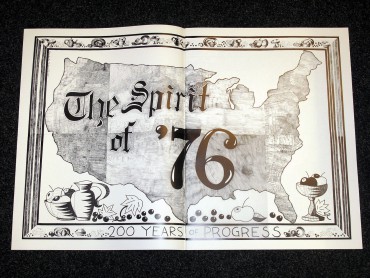 The Spirit
of '76
200 YEARS of PROGRESS